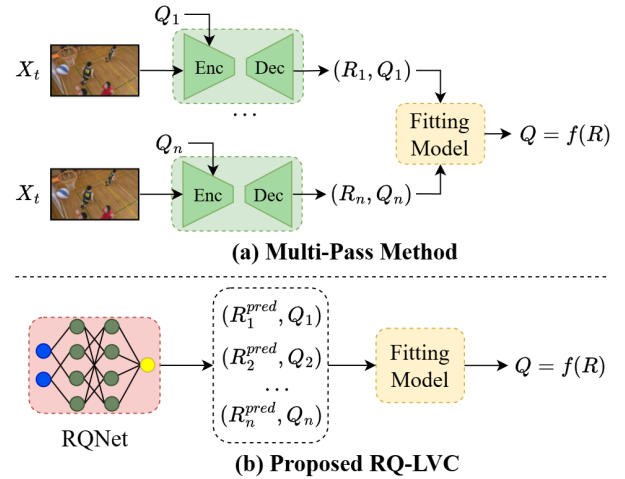 Q_1
X_t Enc Dec (R_1, Q_1)
...
Fitting Model Q = f(R)
Q_n
X_t Enc Dec (R_n, Q_n)
(a) Multi-Pass Method
(R_1^{pred}, Q_1)
(R_2^{pred}, Q_2)
...
(R_n^{pred}, Q_n)
Fitting Model Q = f(R)
RQNet
(b) Proposed RQ-LVC